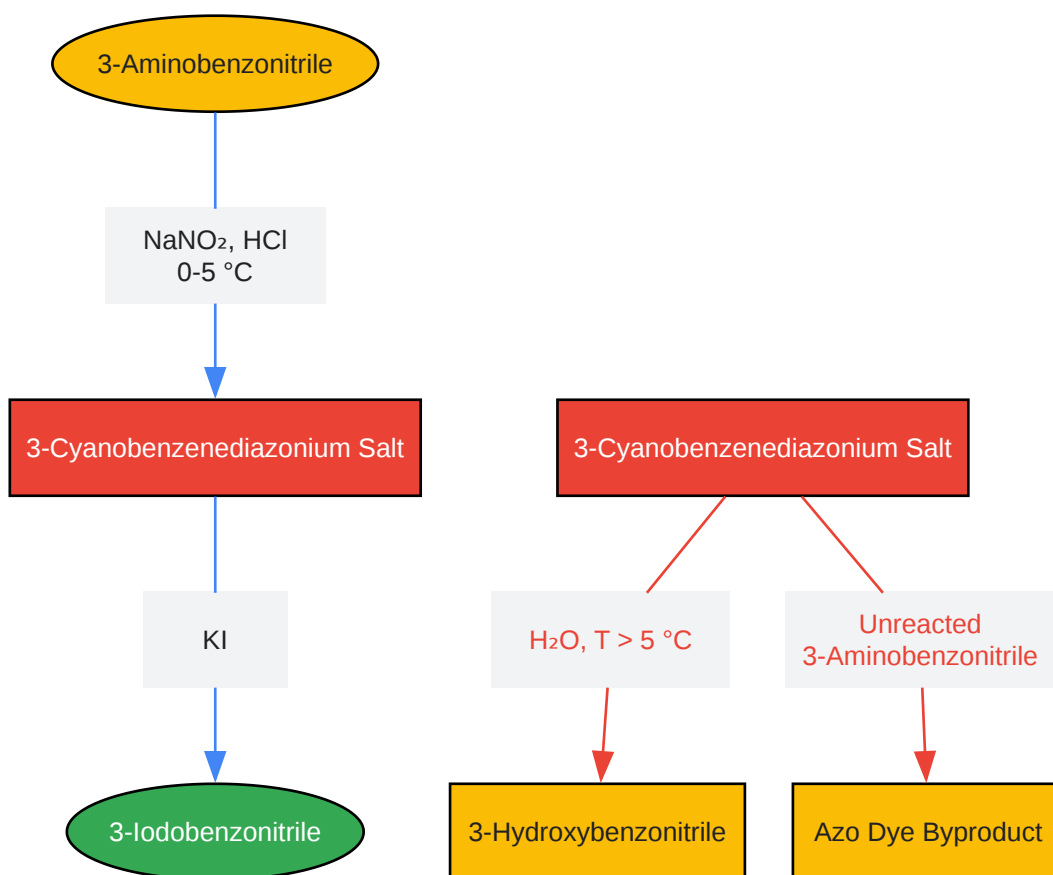 3-Aminobenzonitrile
NaNO₂, HCl
0-5 °C
3-Cyanobenzenediazonium Salt
KI
3-Iodobenzonitrile
3-Cyanobenzenediazonium Salt
H₂O, T > 5 °C
Unreacted
3-Aminobenzonitrile
3-Hydroxybenzonitrile
Azo Dye Byproduct